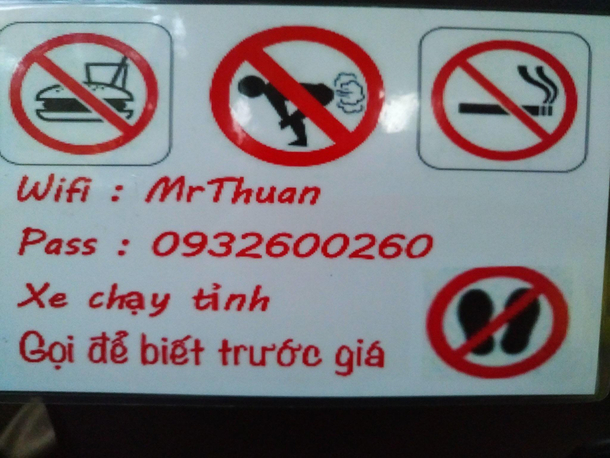 Wifi : MrThuan
Pass : 0932600260
Xe chạy tỉnh
Gọi để biết trước giá